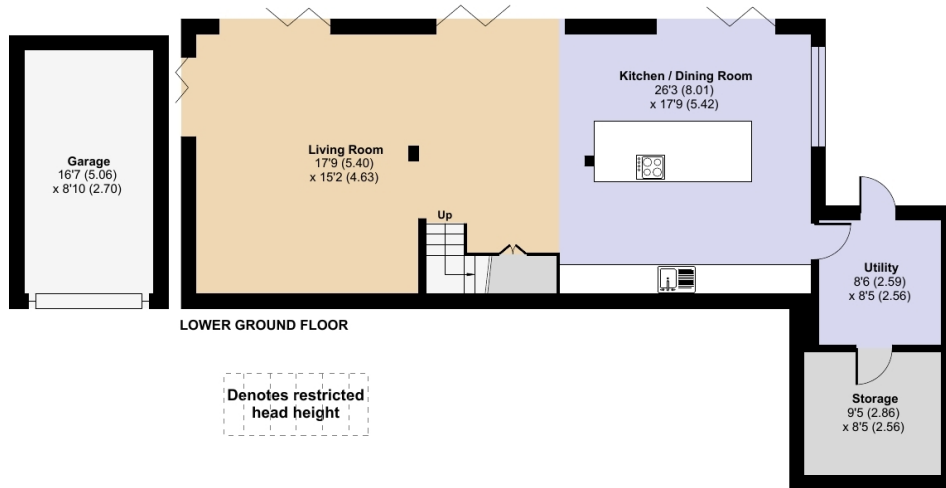 Kitchen / Dining Room
26'3 (8.01)
x 17'9 (5.42)
Living Room
17'9 (5.40)
x 15'2 (4.63)
Garage
16'7 (5.06)
x 8'10 (2.70)
Up
Utility
8'6 (2.59)
x 8'5 (2.56)
LOWER GROUND FLOOR
Denotes restricted
head height
Storage
9'5 (2.86)
x 8'5 (2.56)